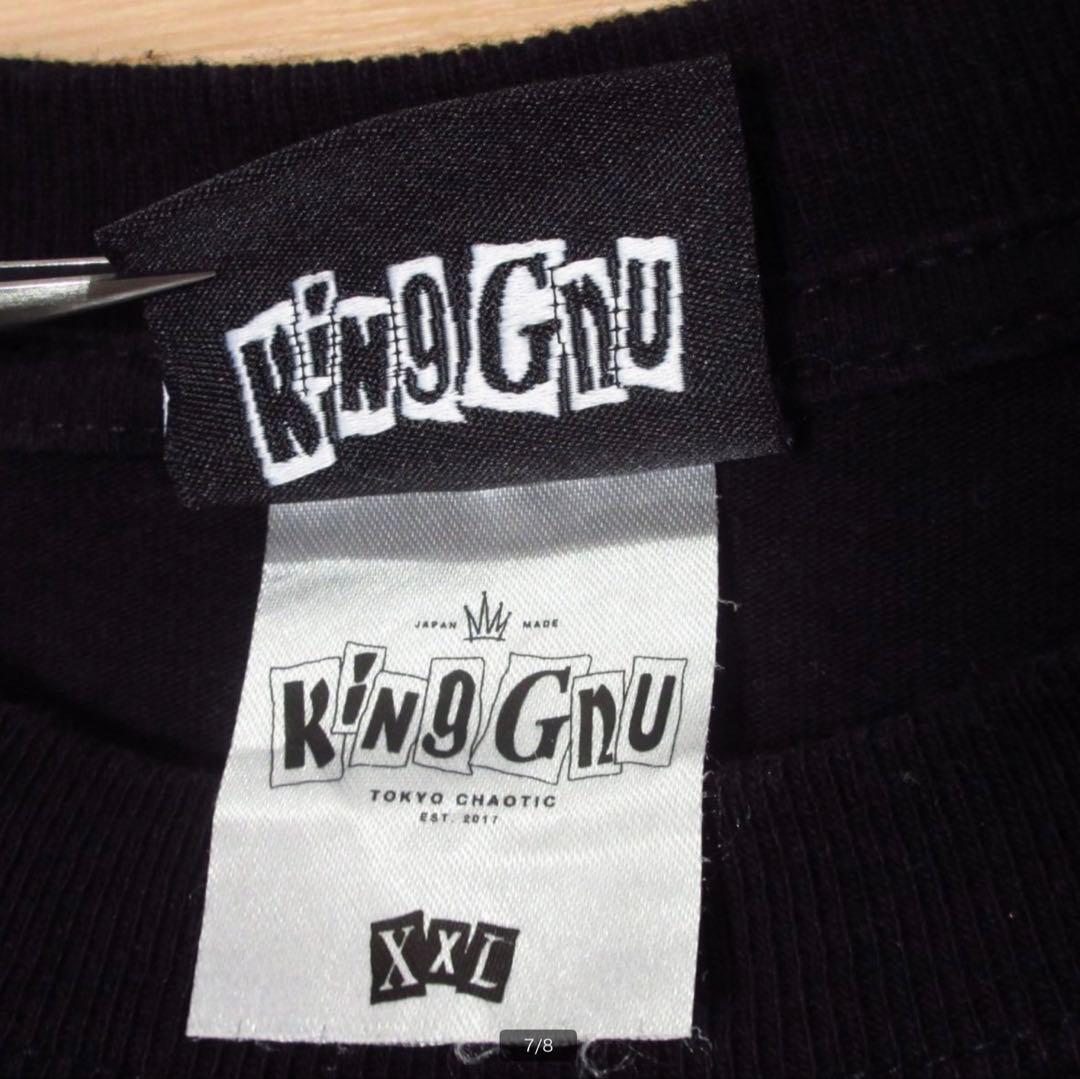 KiNg GnU
JAPAN MADE
KiNg GnU
TOKYO CHAOTIC
EST. 2017
XXL
7/8